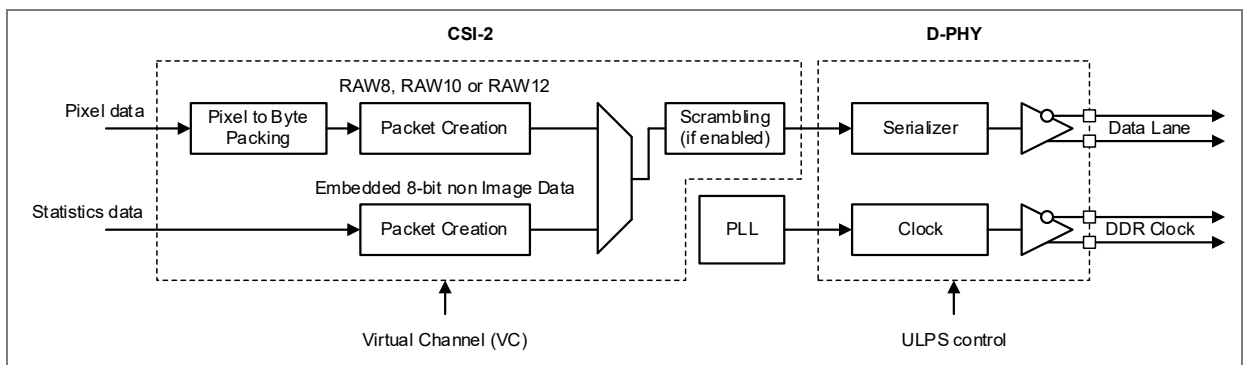 CSI-2
D-PHY
RAW8, RAW10 or RAW12
Pixel data
Pixel to Byte
Packing
Packet Creation
Scrambling
(if enabled)
Serializer
Data Lane
Embedded 8-bit non Image Data
Statistics data
Packet Creation
PLL
Clock
DDR Clock
Virtual Channel (VC)
ULPS control